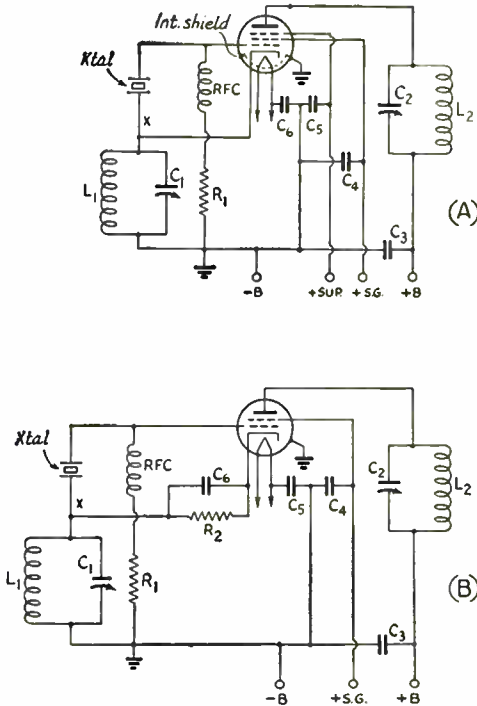 Int. shield
Xtal
RFC
X
C6
C5
C2
L2
L1
C1
R1
C4
(A)
C3
-B
+SUP.
+S.G.
+B
Xtal
RFC
C6
X
R2
C5
C4
C2
L2
L1
C1
R1
(B)
C3
-B
+S.G.
+B